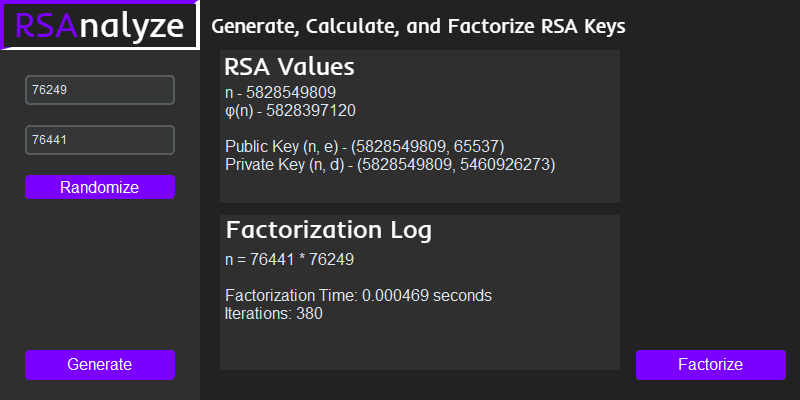 RSAnalyze
Generate, Calculate, and Factorize RSA Keys
76249
76441
Randomize
Generate
RSA Values
n - 5828549809
φ(n) - 5828397120
Public Key (n, e) - (5828549809, 65537)
Private Key (n, d) - (5828549809, 5460926273)
Factorization Log
n = 76441 * 76249
Factorization Time: 0.000469 seconds
Iterations: 380
Factorize